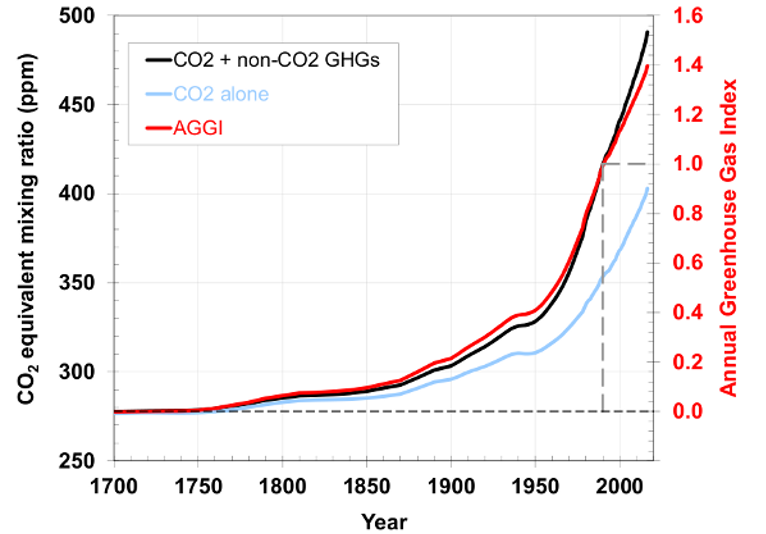 500
450
400
350
300
250
CO2 equivalent mixing ratio (ppm)
CO2 + non-CO2 GHGs
CO2 alone
AGGI
1.6
1.4
1.2
1.0
0.8
0.6
0.4
0.2
0.0
Annual Greenhouse Gas Index
1700 1750 1800 1850 1900 1950 2000
Year